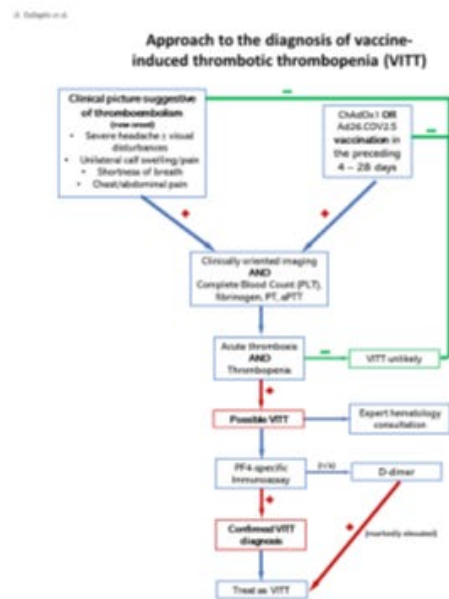 Approach to the diagnosis of vaccine-
induced thrombotic thrombopenia (VITT)
Clinical picture suggestive
of thromboembolism
(new onset)
• Severe headache ± visual
disturbances
• Unilateral calf swelling/pain
• Shortness of breath
• Chest/abdominal pain
ChAdOx1 OR
Ad26.COV2.S
vaccination in
the preceding
4 – 28 days
Clinically oriented imaging
AND
Complete Blood Count (PLT),
fibrinogen, PT, aPTT
Acute thrombosis
AND
Thrombopenia
VITT unlikely
Possible VITT
Expert hematology
consultation
PF4-specific
Immunoassay
(n/a)
D-dimer
Confirmed VITT
diagnosis
(markedly elevated)
Treat as VITT